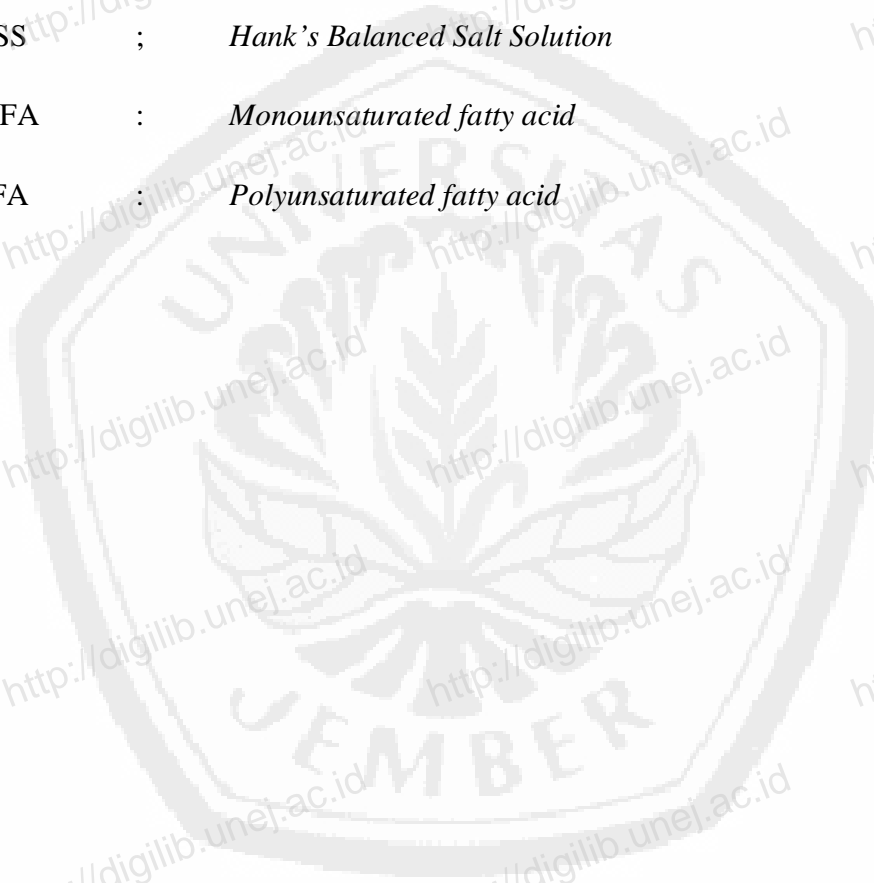 SS ; Hank’s Balanced Salt Solution
FA : Monounsaturated fatty acid
FA : Polyunsaturated fatty acid
UNIVERSITAS
JEMBER
http://digilib.unej.ac.id
http://digilib.unej.ac.id
http://digilib.unej.ac.id
http://digilib.unej.ac.id
http://digilib.unej.ac.id
http://digilib.unej.ac.id
http://digilib.unej.ac.id
http://digilib.unej.ac.id